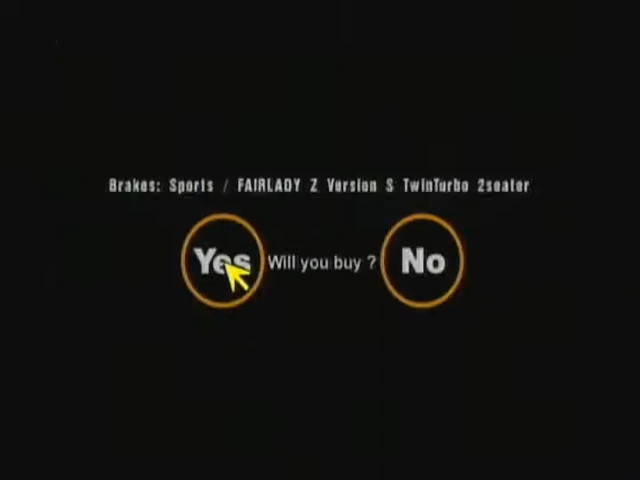 Brakes: Sports / FAIRLADY Z Version S TwinTurbo 2seater
Yes Will you buy ? No